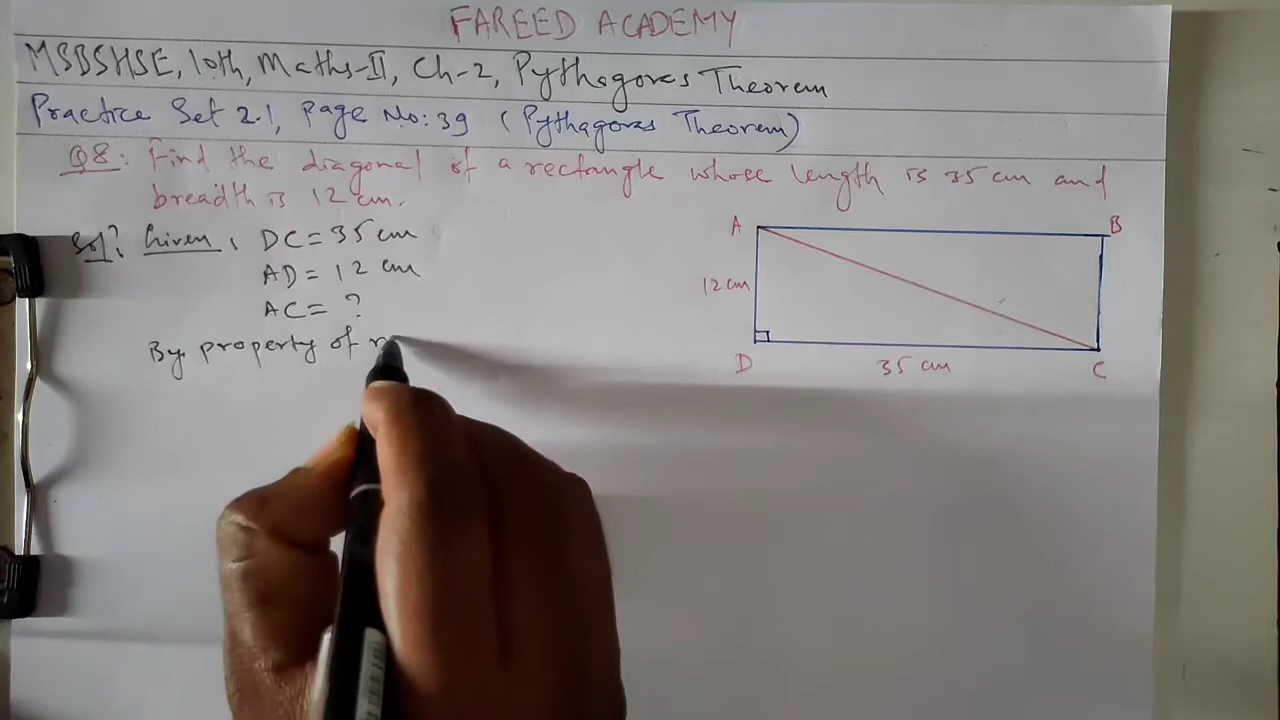 FAREED ACADEMY
MSBSHSE, 10th, Maths-II, Ch-2, Pythagoras Theorem
Practice Set 2.1, Page No: 39 (Pythagoras Theorem)
Q8: Find the diagonal of a rectangle whose length is 35 cm and
breadth is 12 cm.
Solⁿ: Given, DC = 35 cm
AD = 12 cm
AC = ?
By property of r
A
B
12 cm
D
35 cm
C